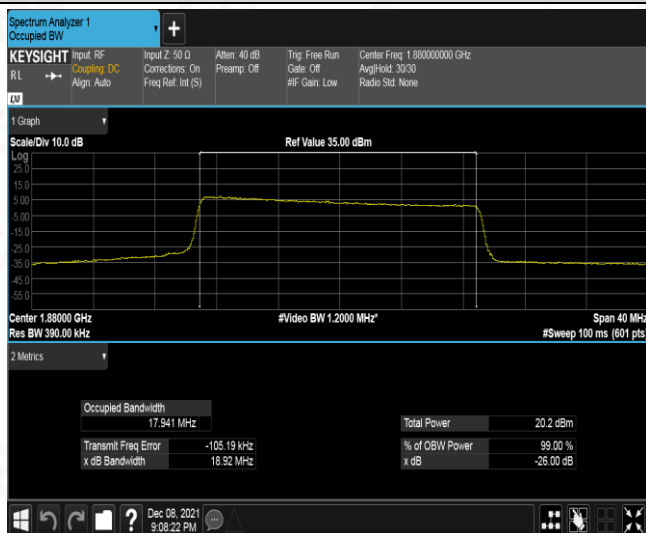 Spectrum Analyzer 1
Occupied BW
+
KEYSIGHT
RL
LXI
Input: RF
Coupling: DC
Align: Auto
Input Z: 50 Ω
Corrections: On
Freq Ref: Int (S)
Atten: 40 dB
Preamp: Off
Trig: Free Run
Gate: Off
#IF Gain: Low
Center Freq: 1.880000000 GHz
Avg|Hold: 30/30
Radio Std: None
1 Graph
Scale/Div 10.0 dB
Ref Value 35.00 dBm
Log
25.0
15.0
5.00
-5.00
-15.0
-25.0
-35.0
-45.0
-55.0
Center 1.88000 GHz
#Video BW 1.2000 MHz*
Span 40 MHz
Res BW 390.00 kHz
#Sweep 100 ms (601 pts)
2 Metrics
Occupied Bandwidth
17.941 MHz
Transmit Freq Error -105.19 kHz
x dB Bandwidth 18.92 MHz
Total Power 20.2 dBm
% of OBW Power 99.00 %
x dB -26.00 dB
?
Dec 08, 2021
9:08:22 PM